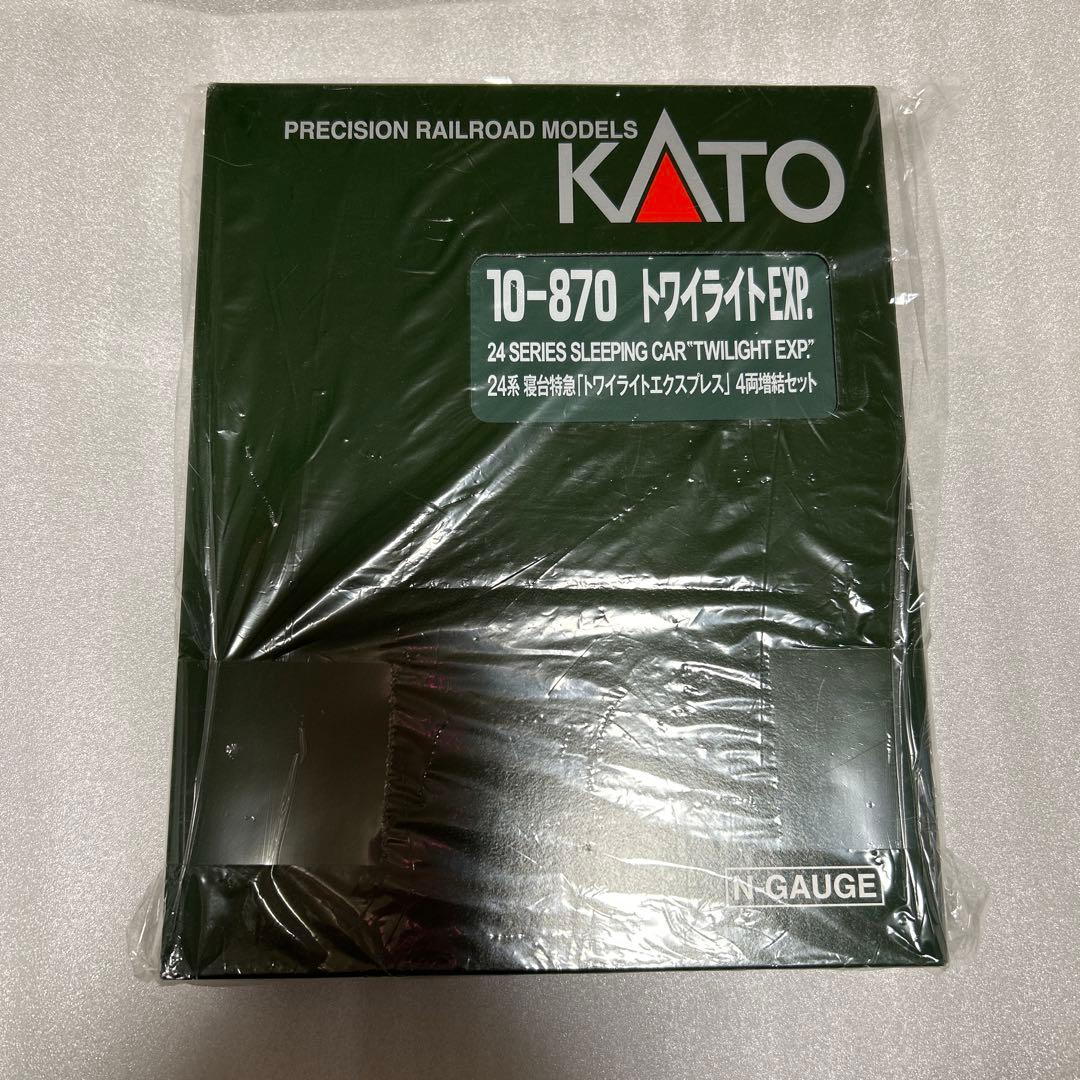 PRECISION RAILROAD MODELS
KATO
10-870 トワイライトEXP.
24 SERIES SLEEPING CAR "TWILIGHT EXP."
24系 寝台特急「トワイライトエクスプレス」 4両増結セット
N-GAUGE